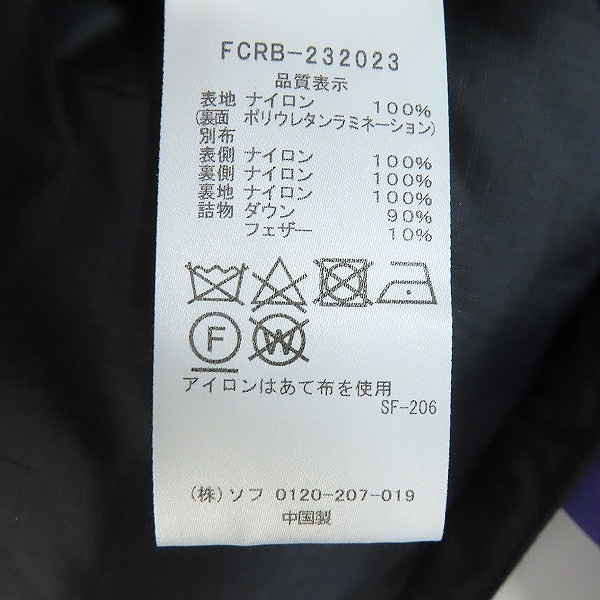 FCRB-232023
品質表示
表地 ナイロン 100%
(裏面 ポリウレタンラミネーション)
別布
表側 ナイロン 100%
裏側 ナイロン 100%
裏地 ナイロン 100%
詰物 ダウン 90%
フェザー 10%
F W
アイロンはあて布を使用
SF-206
(株)ソフ 0120-207-019
中国製